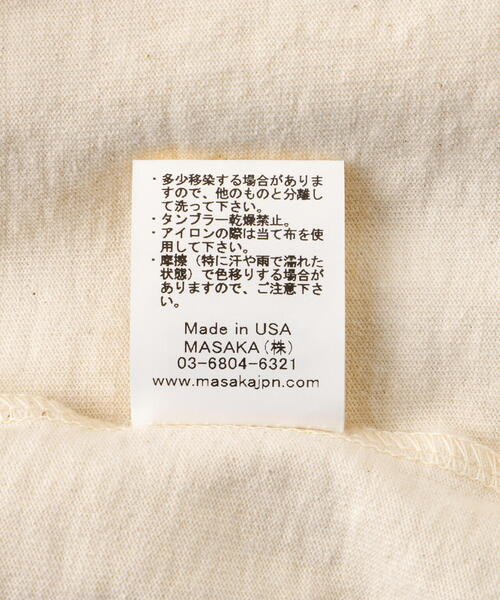 ・多少移染する場合がありま
すので、他のものと分離し
て洗って下さい。
・タンブラー乾燥禁止。
・アイロンの際は当て布を使
用して下さい。
・摩擦（特に汗や雨で濡れた
状態）で色移りする場合が
ありますので、ご注意下さ
い。
Made in USA
MASAKA（株）
03-6804-6321
www.masakajpn.com